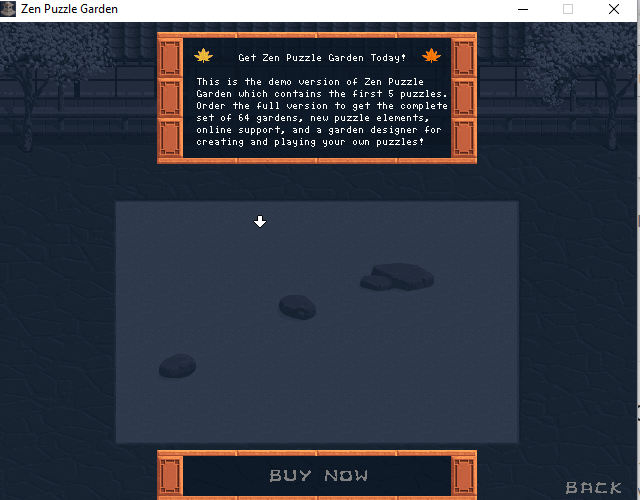 Zen Puzzle Garden
Get Zen Puzzle Garden Today!
This is the demo version of Zen Puzzle
Garden which contains the first 5 puzzles.
Order the full version to get the complete
set of 64 gardens, new puzzle elements,
online support, and a garden designer for
creating and playing your own puzzles!
BUY NOW
BACK